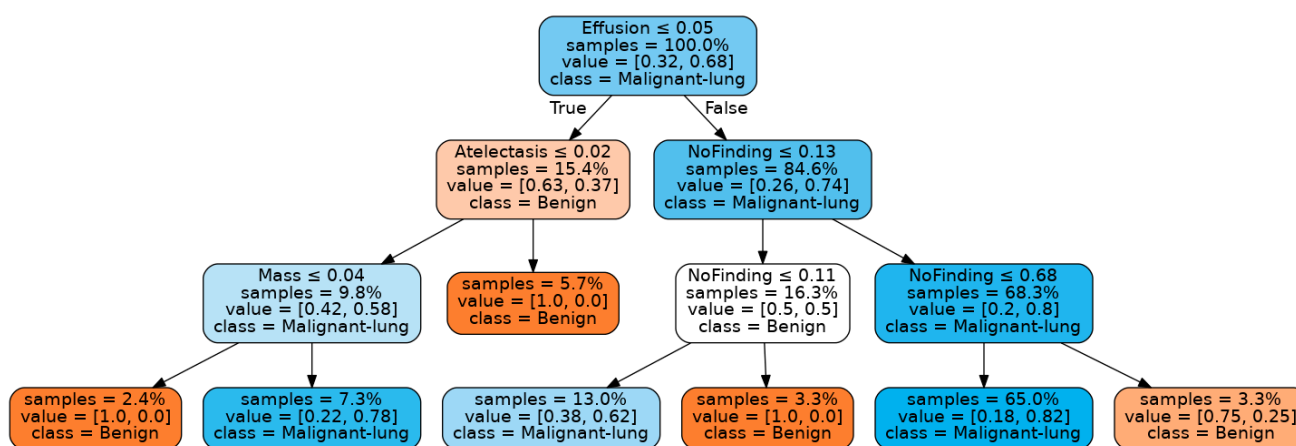 Effusion ≤ 0.05
samples = 100.0%
value = [0.32, 0.68]
class = Malignant-lung
True
False
Atelectasis ≤ 0.02
samples = 15.4%
value = [0.63, 0.37]
class = Benign
NoFinding ≤ 0.13
samples = 84.6%
value = [0.26, 0.74]
class = Malignant-lung
Mass ≤ 0.04
samples = 9.8%
value = [0.42, 0.58]
class = Malignant-lung
samples = 5.7%
value = [1.0, 0.0]
class = Benign
NoFinding ≤ 0.11
samples = 16.3%
value = [0.5, 0.5]
class = Benign
NoFinding ≤ 0.68
samples = 68.3%
value = [0.2, 0.8]
class = Malignant-lung
samples = 2.4%
value = [1.0, 0.0]
class = Benign
samples = 7.3%
value = [0.22, 0.78]
class = Malignant-lung
samples = 13.0%
value = [0.38, 0.62]
class = Malignant-lung
samples = 3.3%
value = [1.0, 0.0]
class = Benign
samples = 65.0%
value = [0.18, 0.82]
class = Malignant-lung
samples = 3.3%
value = [0.75, 0.25]
class = Benign